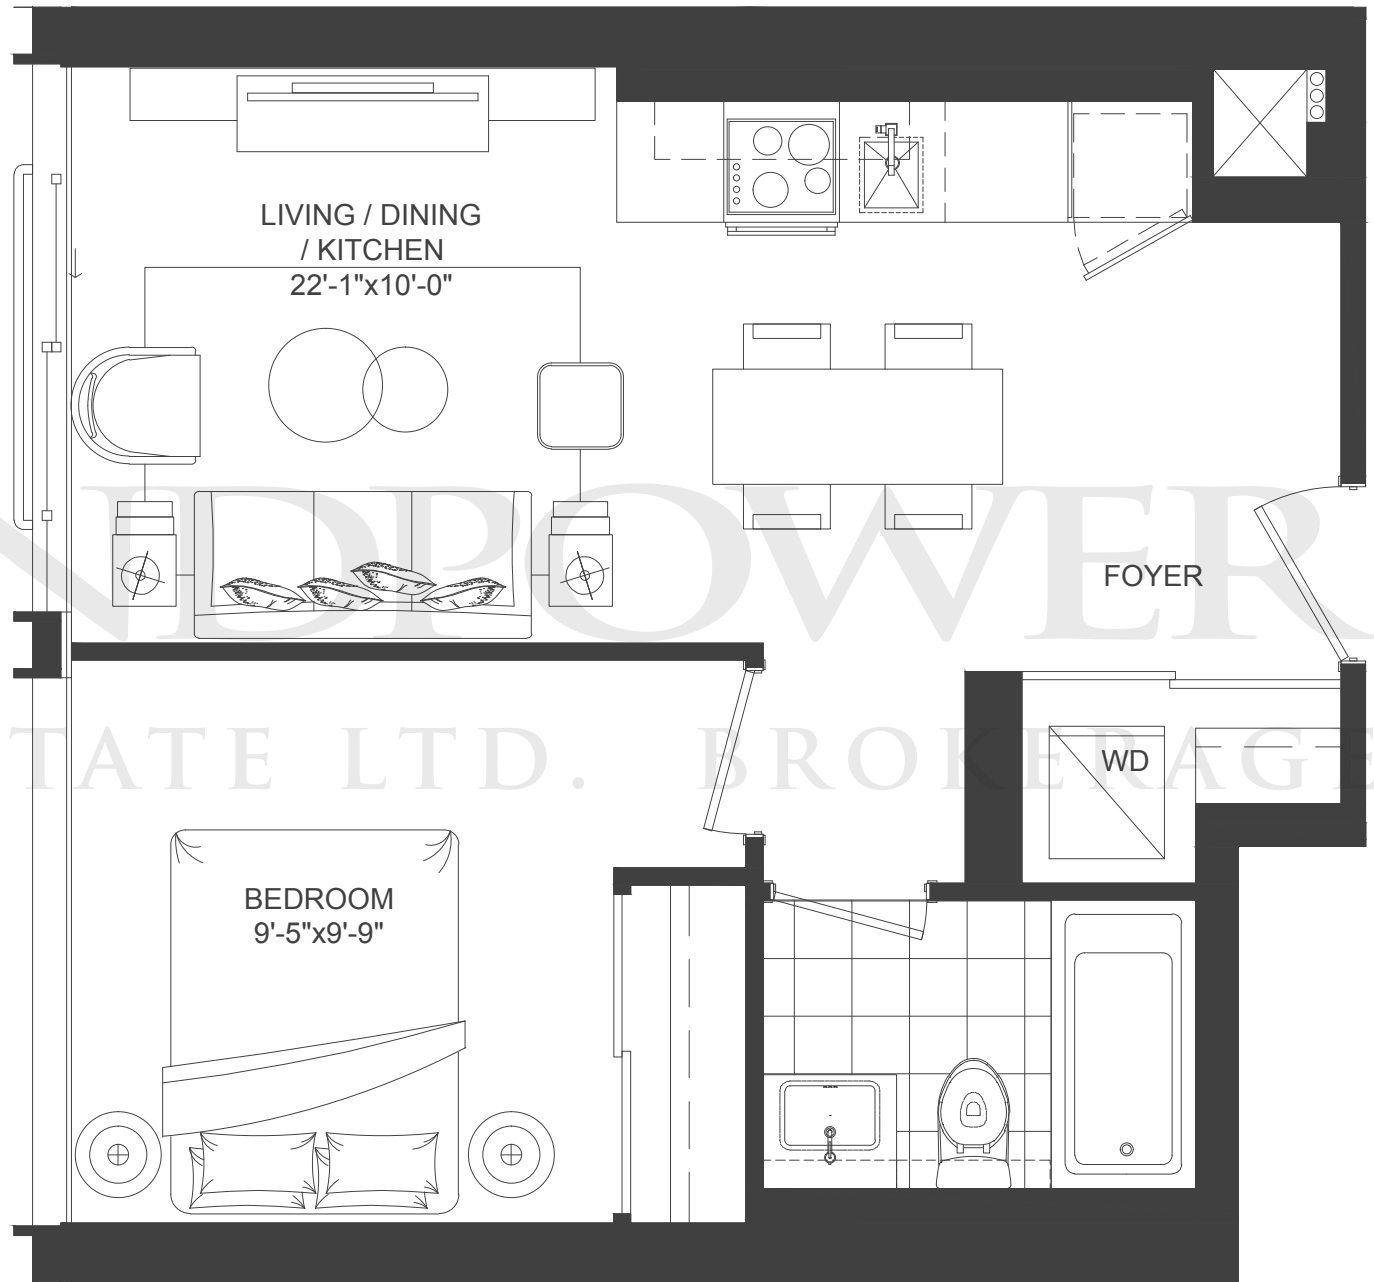 LIVING / DINING
/ KITCHEN
22'-1"x10'-0"
NDPOWER
FOYER
TATE LTD. BROKERAGE
WD
BEDROOM
9'-5"x9'-9"